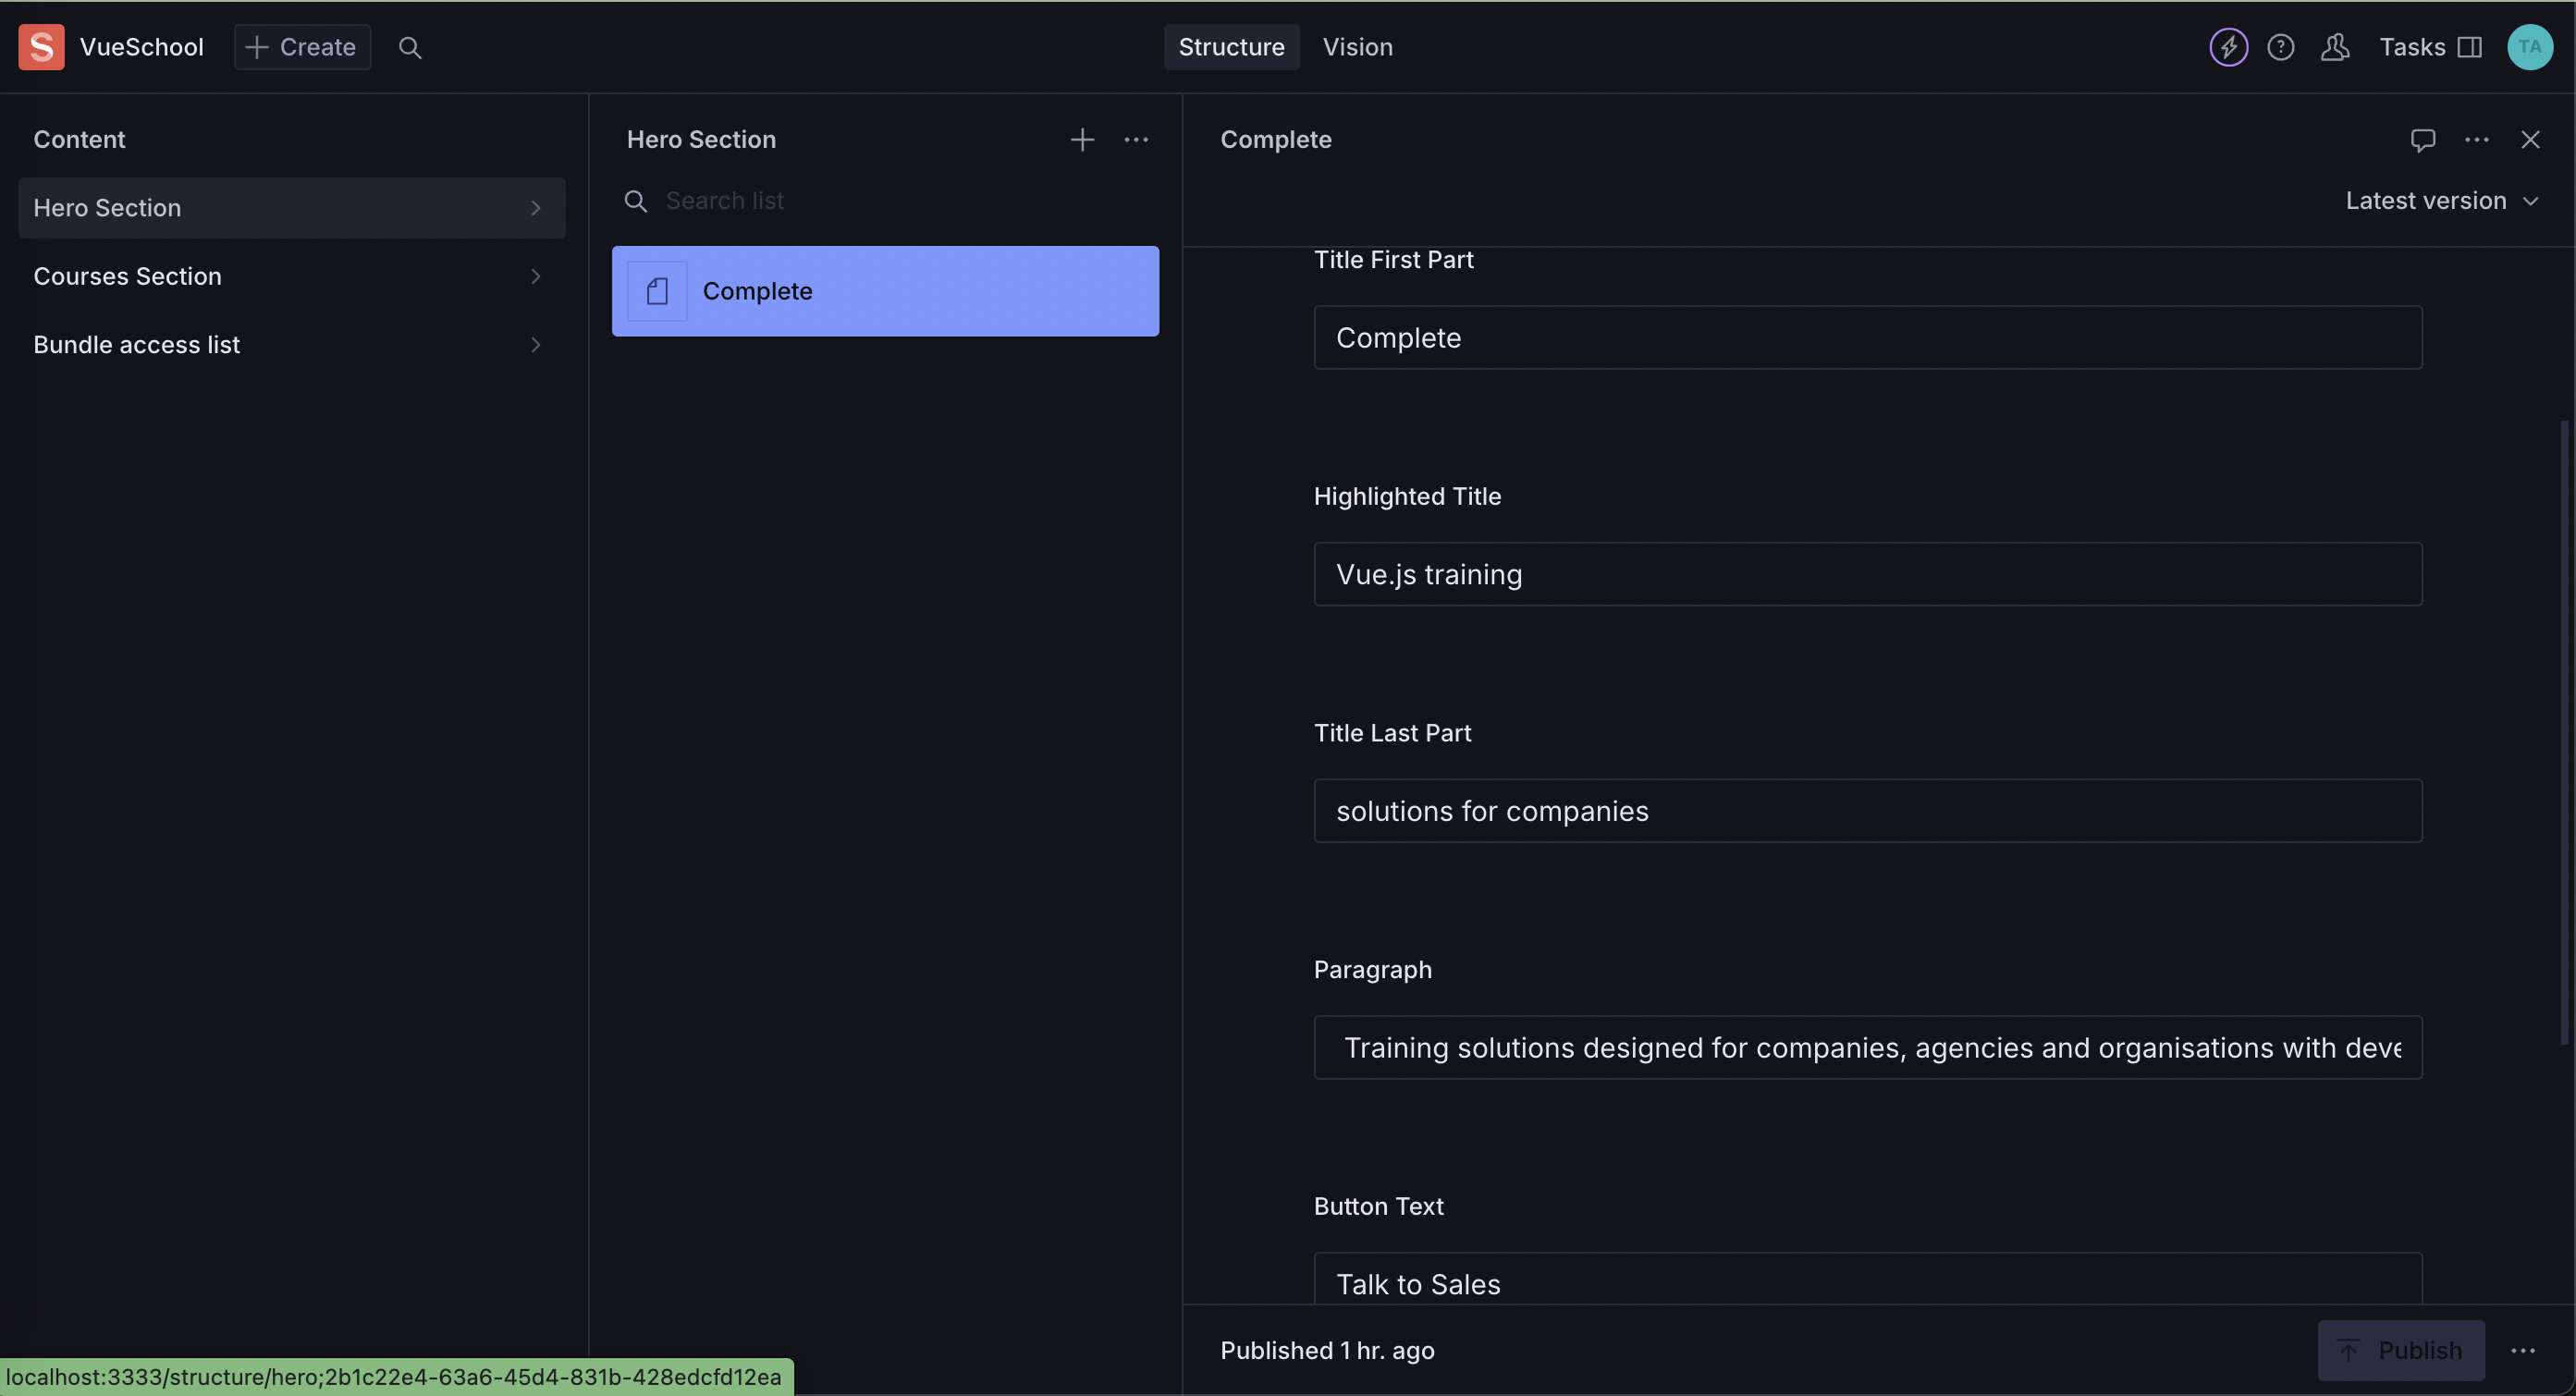 S VueSchool Create Structure Vision Tasks TA
Content
Hero Section
Courses Section
Bundle access list
Hero Section
Search list
Complete
Complete
Latest version
Title First Part
Complete
Highlighted Title
Vue.js training
Title Last Part
solutions for companies
Paragraph
Training solutions designed for companies, agencies and organisations with deve
Button Text
Talk to Sales
Published 1 hr. ago
Publish
localhost:3333/structure/hero;2b1c22e4-63a6-45d4-831b-428edcfd12ea